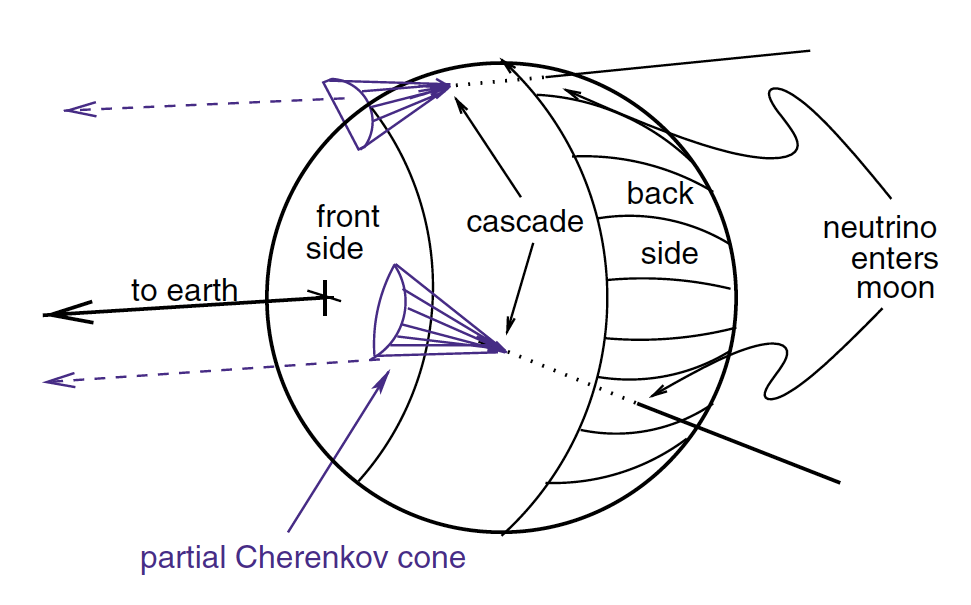 front
side
to earth
cascade
back
side
neutrino
enters
moon
partial Cherenkov cone